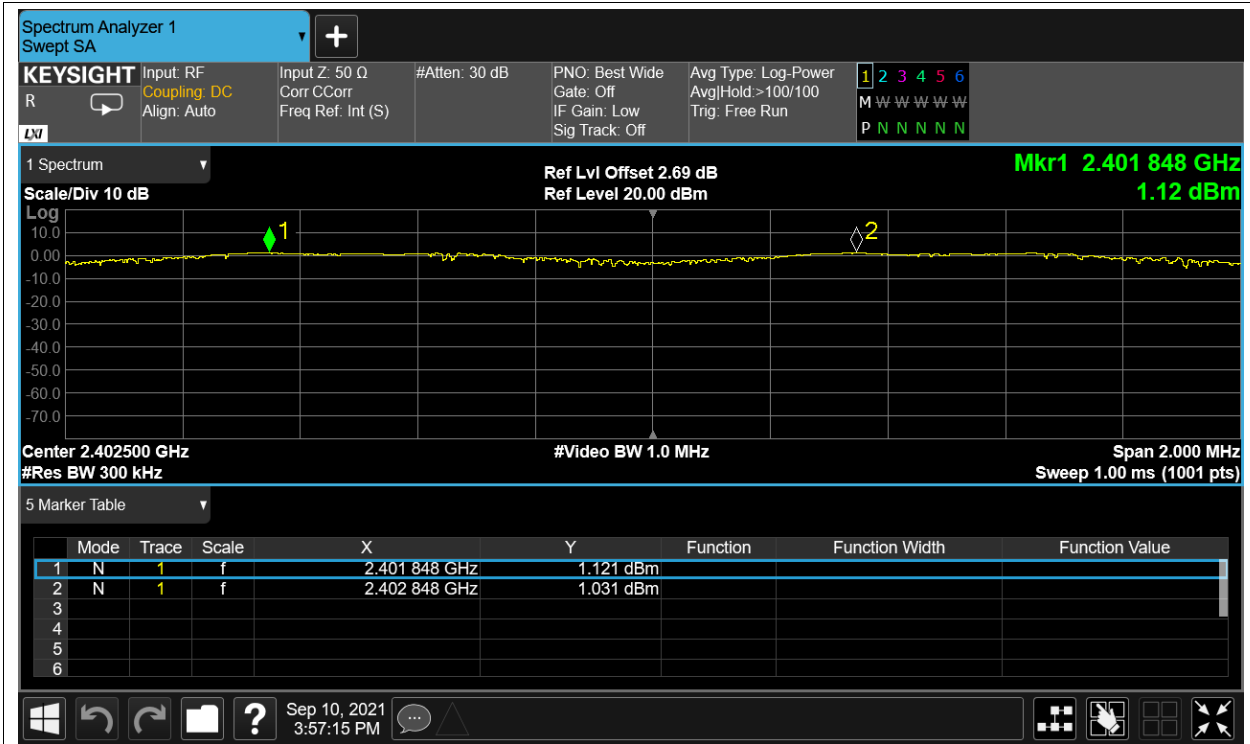 Spectrum Analyzer 1
Swept SA
KEYSIGHT Input: RF Input Z: 50 Ω #Atten: 30 dB PNO: Best Wide Avg Type: Log-Power 1 2 3 4 5 6
R Coupling: DC Corr CCorr Gate: Off Avg|Hold:>100/100 M W W W W W
Align: Auto Freq Ref: Int (S) IF Gain: Low Trig: Free Run
LXI Sig Track: Off P N N N N N
1 Spectrum Ref Lvl Offset 2.69 dB Mkr1 2.401 848 GHz
Scale/Div 10 dB Ref Level 20.00 dBm 1.12 dBm
Log
10.0 1 2
0.00
-10.0
-20.0
-30.0
-40.0
-50.0
-60.0
-70.0
Center 2.402500 GHz #Video BW 1.0 MHz Span 2.000 MHz
#Res BW 300 kHz Sweep 1.00 ms (1001 pts)
5 Marker Table
Mode Trace Scale X Y Function Function Width Function Value
1 N 1 f 2.401 848 GHz 1.121 dBm
2 N 1 f 2.402 848 GHz 1.031 dBm
3
4
5
6
? Sep 10, 2021
3:57:15 PM